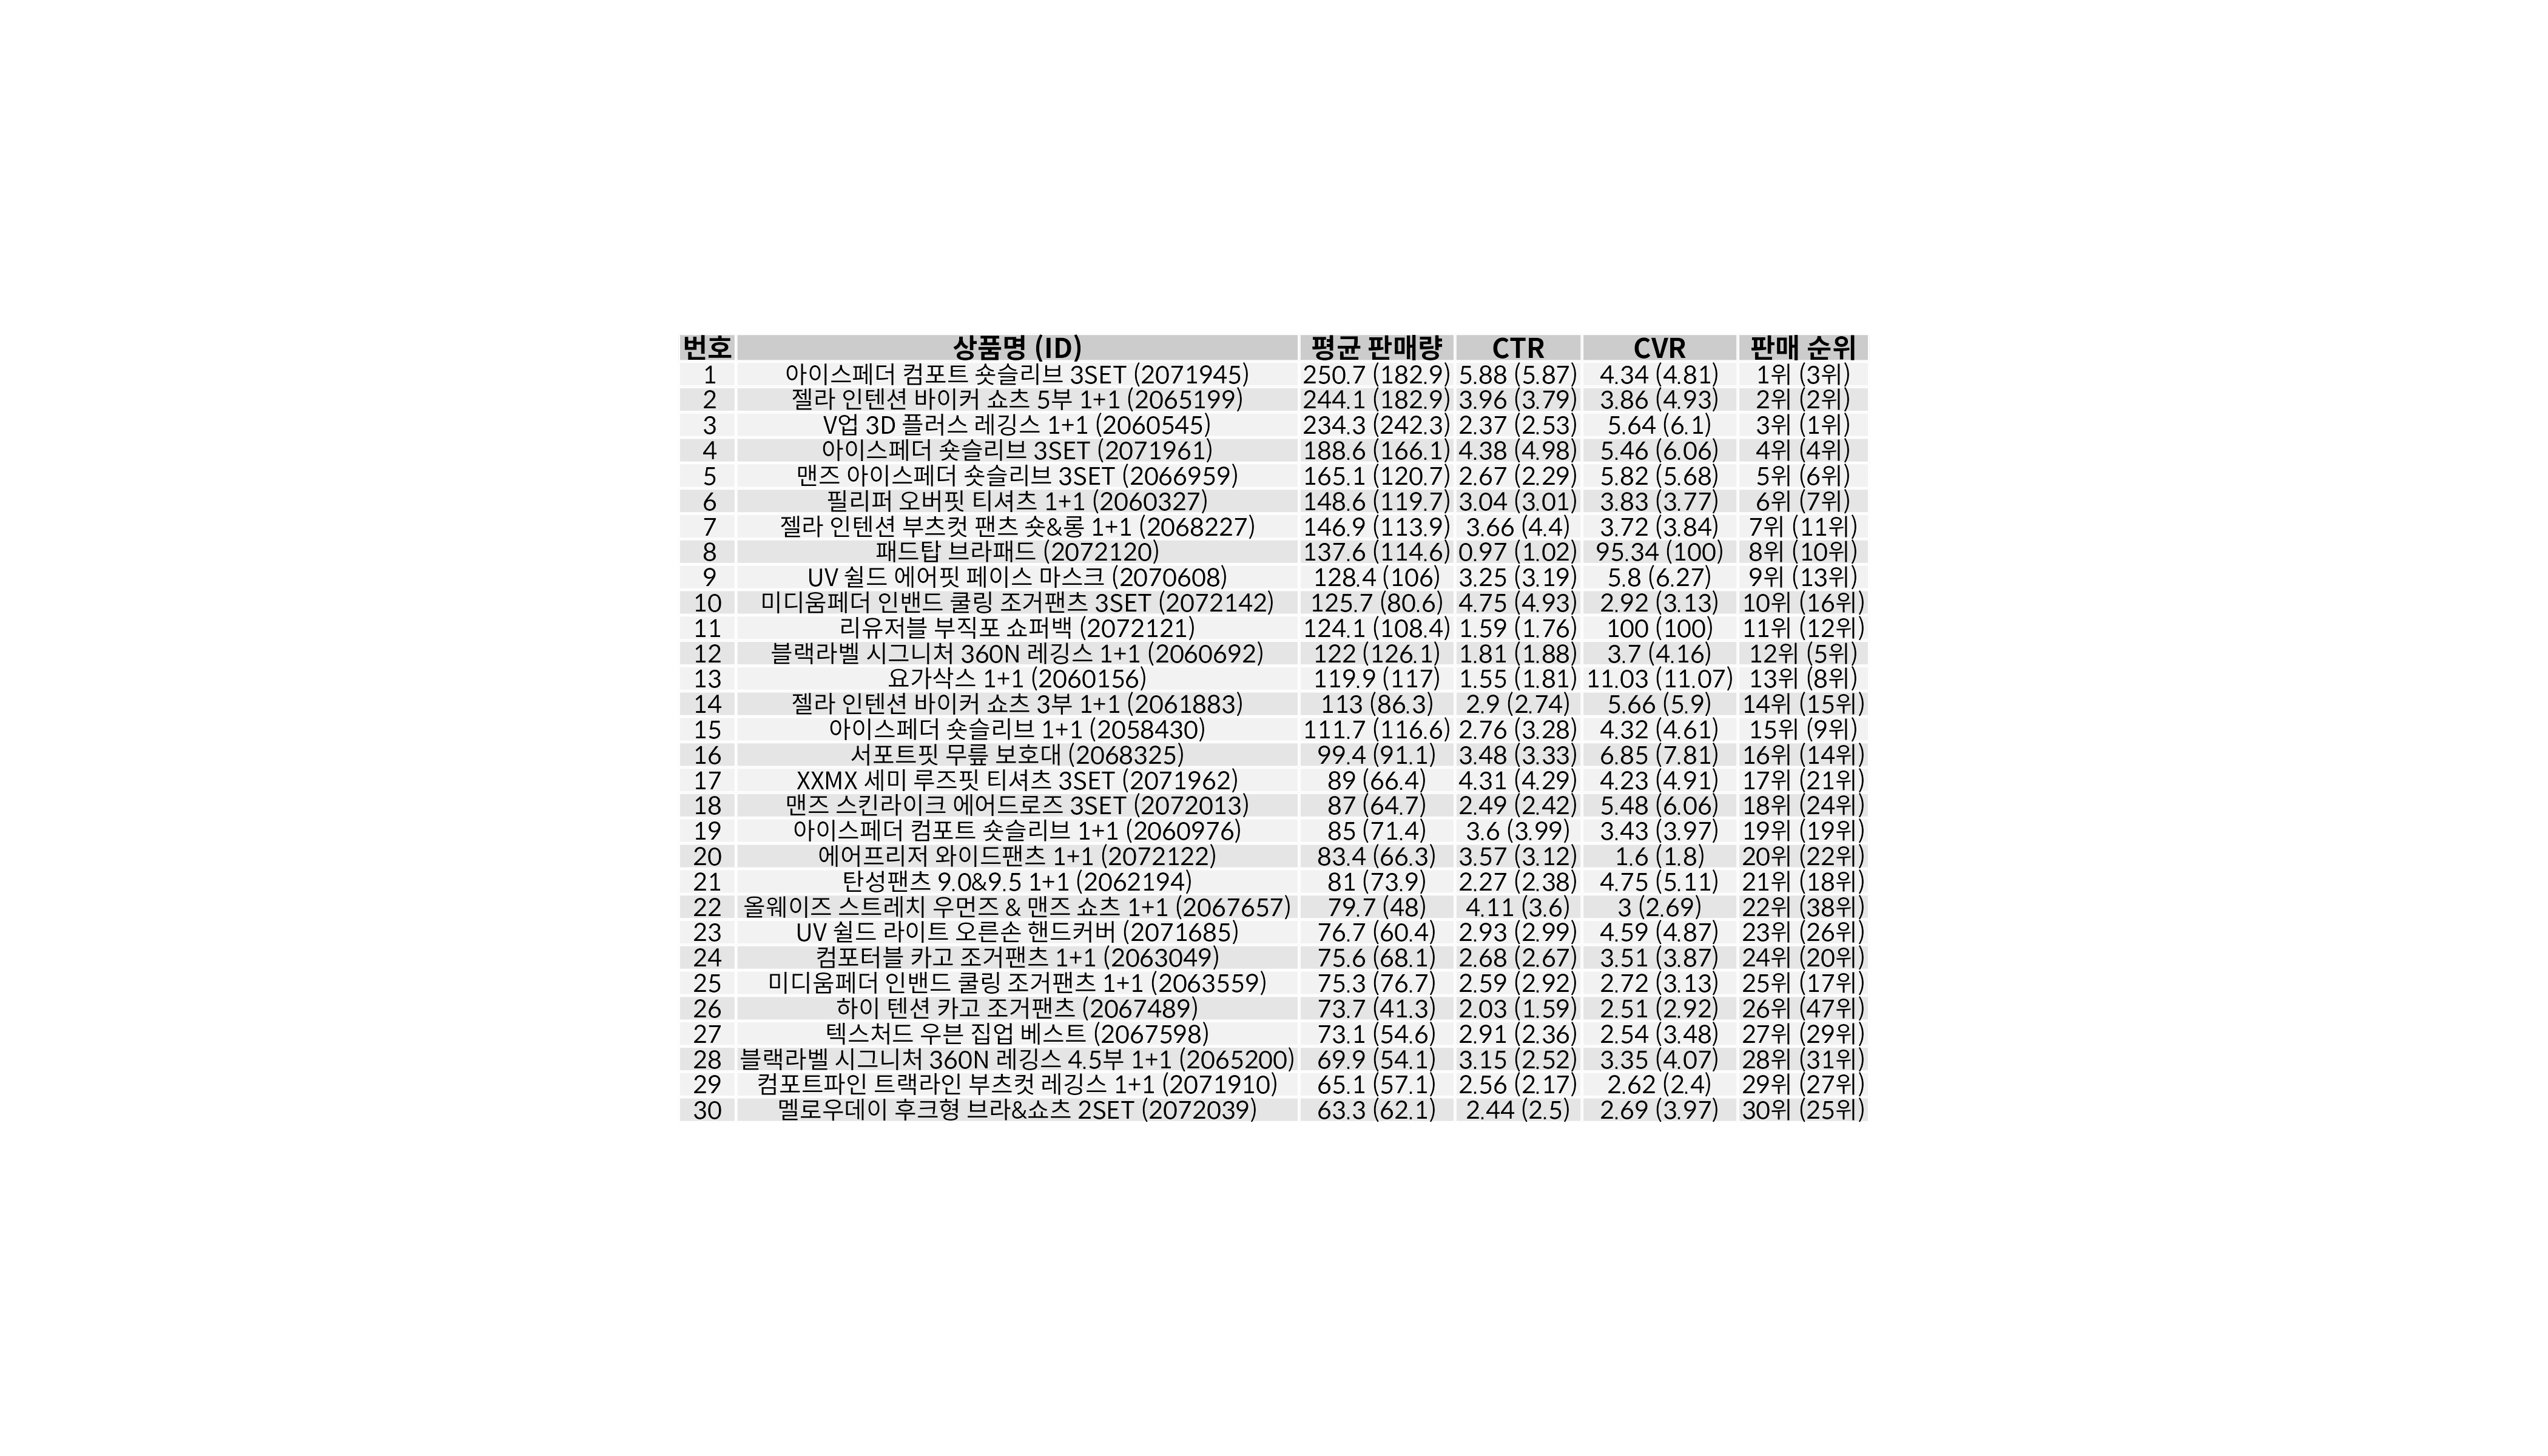 번호 상품명 (ID) 평균 판매량 CTR CVR 판매 순위
1 아이스페더 컴포트 숏슬리브 3SET (2071945) 250.7 (182.9) 5.88 (5.87) 4.34 (4.81) 1위 (3위)
2 젤라 인텐션 바이커 쇼츠 5부 1+1 (2065199) 244.1 (182.9) 3.96 (3.79) 3.86 (4.93) 2위 (2위)
3 V업 3D 플러스 레깅스 1+1 (2060545) 234.3 (242.3) 2.37 (2.53) 5.64 (6.1) 3위 (1위)
4 아이스페더 숏슬리브 3SET (2071961) 188.6 (166.1) 4.38 (4.98) 5.46 (6.06) 4위 (4위)
5 맨즈 아이스페더 숏슬리브 3SET (2066959) 165.1 (120.7) 2.67 (2.29) 5.82 (5.68) 5위 (6위)
6 필리퍼 오버핏 티셔츠 1+1 (2060327) 148.6 (119.7) 3.04 (3.01) 3.83 (3.77) 6위 (7위)
7 젤라 인텐션 부츠컷 팬츠 숏&롱 1+1 (2068227) 146.9 (113.9) 3.66 (4.4) 3.72 (3.84) 7위 (11위)
8 패드탑 브라패드 (2072120) 137.6 (114.6) 0.97 (1.02) 95.34 (100) 8위 (10위)
9 UV 쉴드 에어핏 페이스 마스크 (2070608) 128.4 (106) 3.25 (3.19) 5.8 (6.27) 9위 (13위)
10 미디움페더 인밴드 쿨링 조거팬츠 3SET (2072142) 125.7 (80.6) 4.75 (4.93) 2.92 (3.13) 10위 (16위)
11 리유저블 부직포 쇼퍼백 (2072121) 124.1 (108.4) 1.59 (1.76) 100 (100) 11위 (12위)
12 블랙라벨 시그니처 360N 레깅스 1+1 (2060692) 122 (126.1) 1.81 (1.88) 3.7 (4.16) 12위 (5위)
13 요가삭스 1+1 (2060156) 119.9 (117) 1.55 (1.81) 11.03 (11.07) 13위 (8위)
14 젤라 인텐션 바이커 쇼츠 3부 1+1 (2061883) 113 (86.3) 2.9 (2.74) 5.66 (5.9) 14위 (15위)
15 아이스페더 숏슬리브 1+1 (2058430) 111.7 (116.6) 2.76 (3.28) 4.32 (4.61) 15위 (9위)
16 서포트핏 무릎 보호대 (2068325) 99.4 (91.1) 3.48 (3.33) 6.85 (7.81) 16위 (14위)
17 XXMX 세미 루즈핏 티셔츠 3SET (2071962) 89 (66.4) 4.31 (4.29) 4.23 (4.91) 17위 (21위)
18 맨즈 스킨라이크 에어드로즈 3SET (2072013) 87 (64.7) 2.49 (2.42) 5.48 (6.06) 18위 (24위)
19 아이스페더 컴포트 숏슬리브 1+1 (2060976) 85 (71.4) 3.6 (3.99) 3.43 (3.97) 19위 (19위)
20 에어프리저 와이드팬츠 1+1 (2072122) 83.4 (66.3) 3.57 (3.12) 1.6 (1.8) 20위 (22위)
21 탄성팬츠 9.0&9.5 1+1 (2062194) 81 (73.9) 2.27 (2.38) 4.75 (5.11) 21위 (18위)
22 올웨이즈 스트레치 우먼즈 & 맨즈 쇼츠 1+1 (2067657) 79.7 (48) 4.11 (3.6) 3 (2.69) 22위 (38위)
23 UV 쉴드 라이트 오른손 핸드커버 (2071685) 76.7 (60.4) 2.93 (2.99) 4.59 (4.87) 23위 (26위)
24 컴포터블 카고 조거팬츠 1+1 (2063049) 75.6 (68.1) 2.68 (2.67) 3.51 (3.87) 24위 (20위)
25 미디움페더 인밴드 쿨링 조거팬츠 1+1 (2063559) 75.3 (76.7) 2.59 (2.92) 2.72 (3.13) 25위 (17위)
26 하이 텐션 카고 조거팬츠 (2067489) 73.7 (41.3) 2.03 (1.59) 2.51 (2.92) 26위 (47위)
27 텍스처드 우븐 집업 베스트 (2067598) 73.1 (54.6) 2.91 (2.36) 2.54 (3.48) 27위 (29위)
28 블랙라벨 시그니처 360N 레깅스 4.5부 1+1 (2065200) 69.9 (54.1) 3.15 (2.52) 3.35 (4.07) 28위 (31위)
29 컴포트파인 트랙라인 부츠컷 레깅스 1+1 (2071910) 65.1 (57.1) 2.56 (2.17) 2.62 (2.4) 29위 (27위)
30 멜로우데이 후크형 브라&쇼츠 2SET (2072039) 63.3 (62.1) 2.44 (2.5) 2.69 (3.97) 30위 (25위)